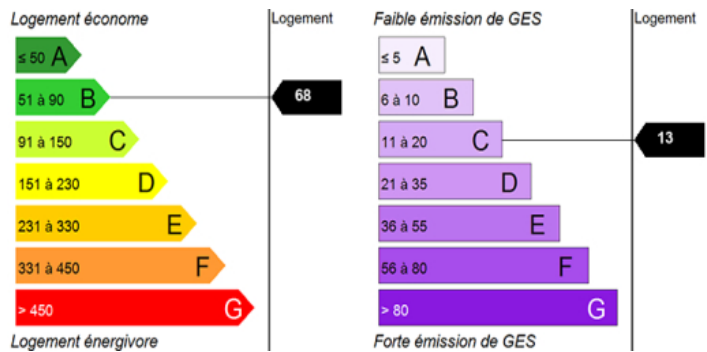 Logement économe
Logement
≤ 50 A
51 à 90 B
68
91 à 150 C
151 à 230 D
231 à 330 E
331 à 450 F
> 450 G
Logement énergivore
Faible émission de GES
Logement
≤ 5 A
6 à 10 B
11 à 20 C
13
21 à 35 D
36 à 55 E
56 à 80 F
> 80 G
Forte émission de GES